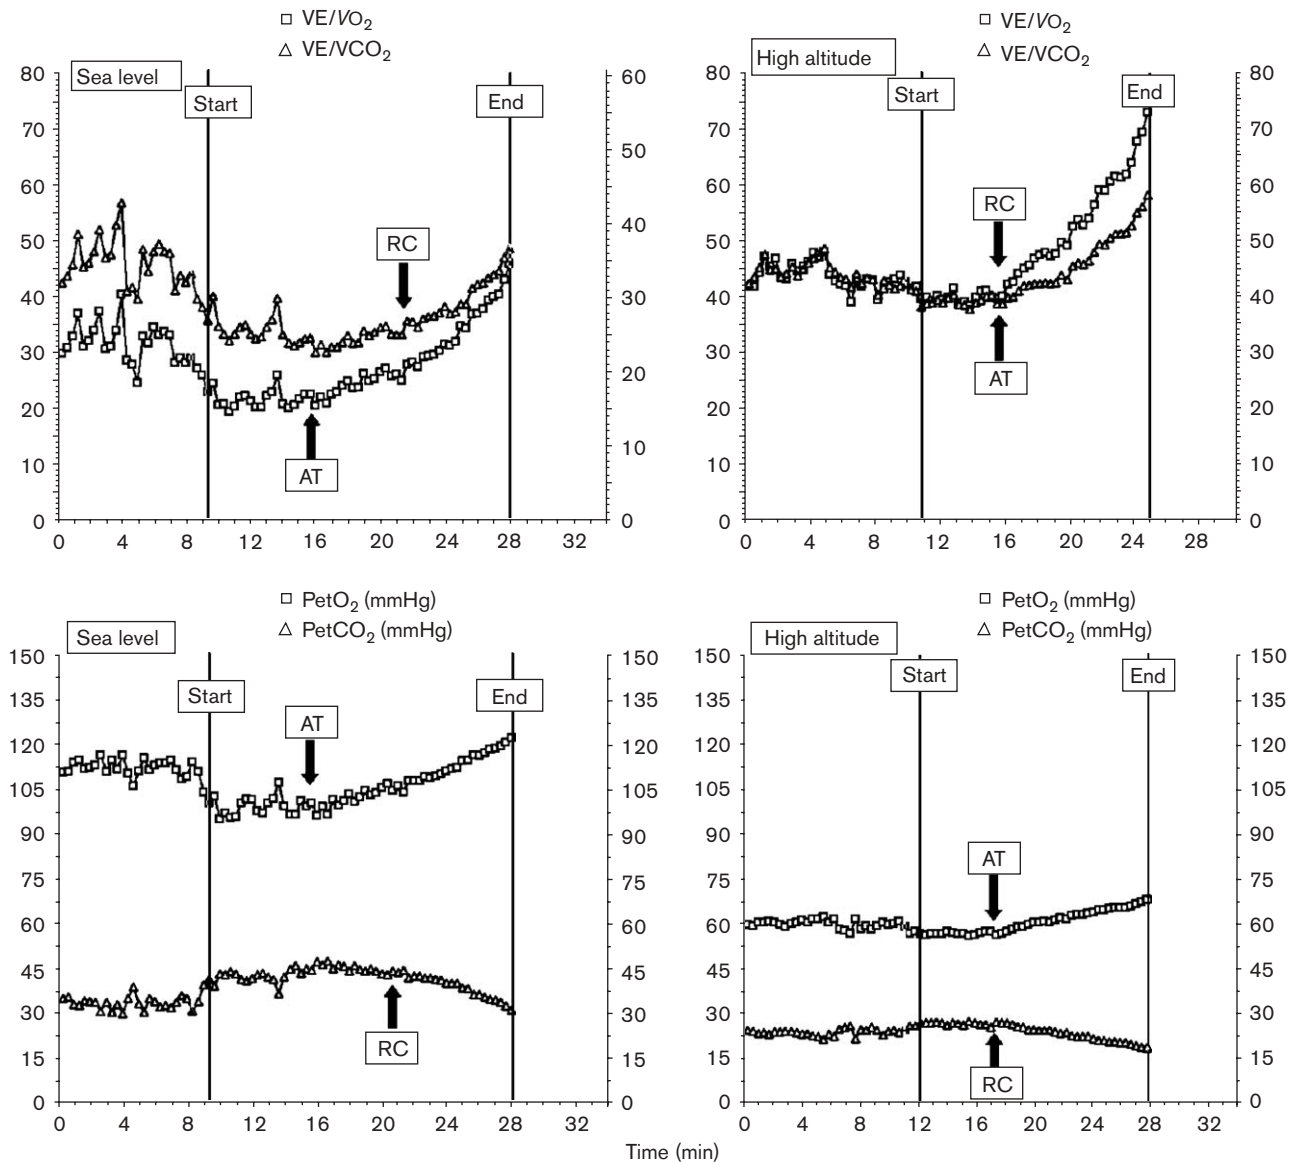 □ VE/VO2
△ VE/VCO2
Sea level
Start
End
RC
AT
80
70
60
50
40
30
20
10
0
60
50
40
30
20
10
0
0 4 8 12 16 20 24 28 32
□ VE/VO2
△ VE/VCO2
High altitude
Start
End
RC
AT
80
70
60
50
40
30
20
10
0
80
70
60
50
40
30
20
10
0
0 4 8 12 16 20 24 28
□ PetO2 (mmHg)
△ PetCO2 (mmHg)
Sea level
Start
AT
End
RC
150
135
120
105
90
75
60
45
30
15
0
150
135
120
105
90
75
60
45
30
15
0
0 4 8 12 16 20 24 28 32
□ PetO2 (mmHg)
△ PetCO2 (mmHg)
High altitude
Start
End
AT
RC
150
135
120
105
90
75
60
45
30
15
0
150
135
120
105
90
75
60
45
30
15
0
0 4 8 12 16 20 24 28 32
Time (min)